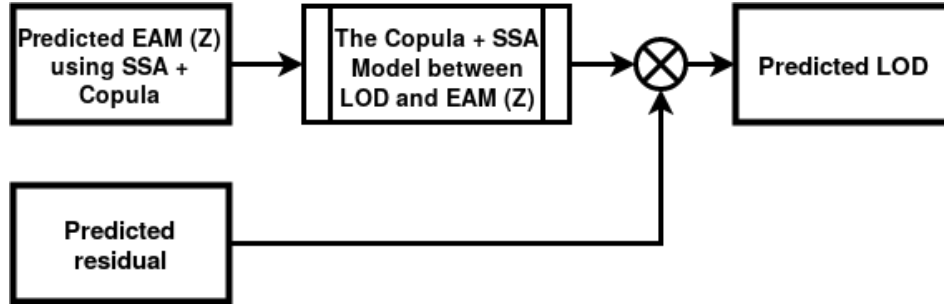 Predicted EAM (Z)
using SSA +
Copula
The Copula + SSA
Model between
LOD and EAM (Z)
Predicted LOD
Predicted
residual